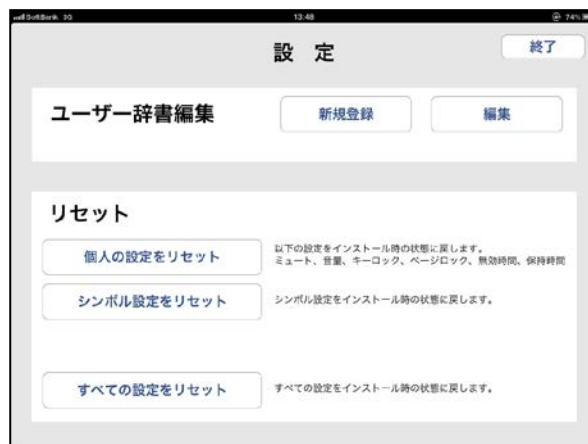 SoftBank 3G 13:48 74%
設 定
終了
ユーザー辞書編集
新規登録
編集
リセット
個人の設定をリセット
以下の設定をインストール時の状態に戻します。
ミュート、音量、キーロック、ページロック、無効時間、保持時間
シンボル設定をリセット
シンボル設定をインストール時の状態に戻します。
すべての設定をリセット
すべての設定をインストール時の状態に戻します。